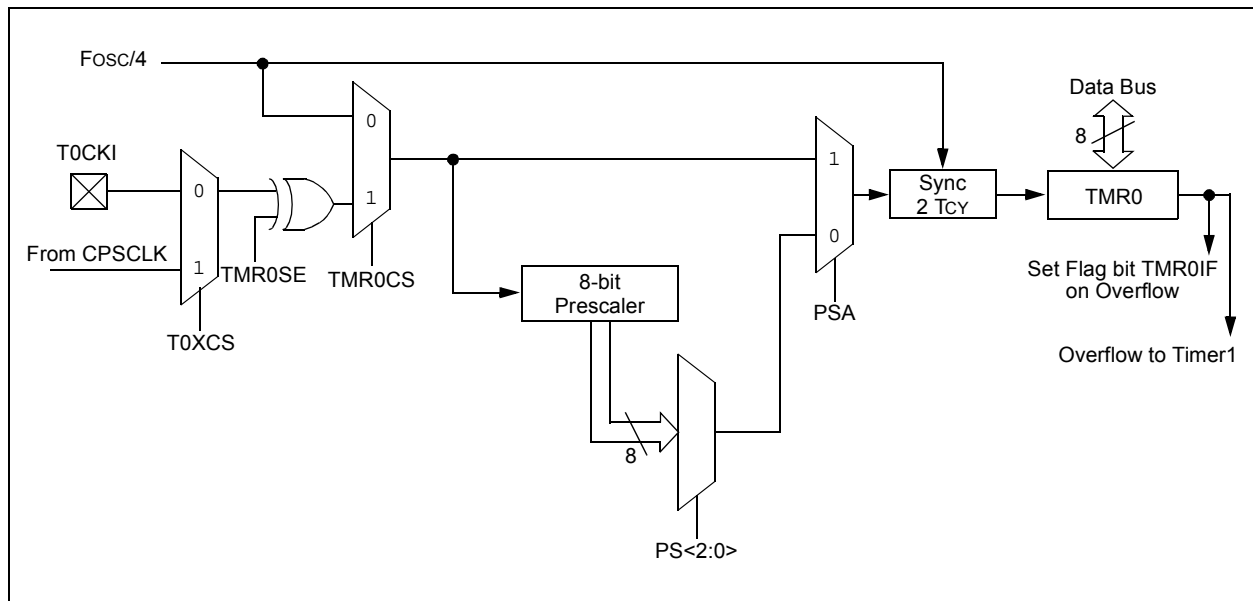 FOSC/4
Data Bus
8
T0CKI
0
1
0
1
1
0
Sync
2 TCY
TMR0
From CPSCLK
TMR0SE
TMR0CS
T0XCS
8-bit
Prescaler
PSA
Set Flag bit TMR0IF
on Overflow
Overflow to Timer1
8
PS<2:0>